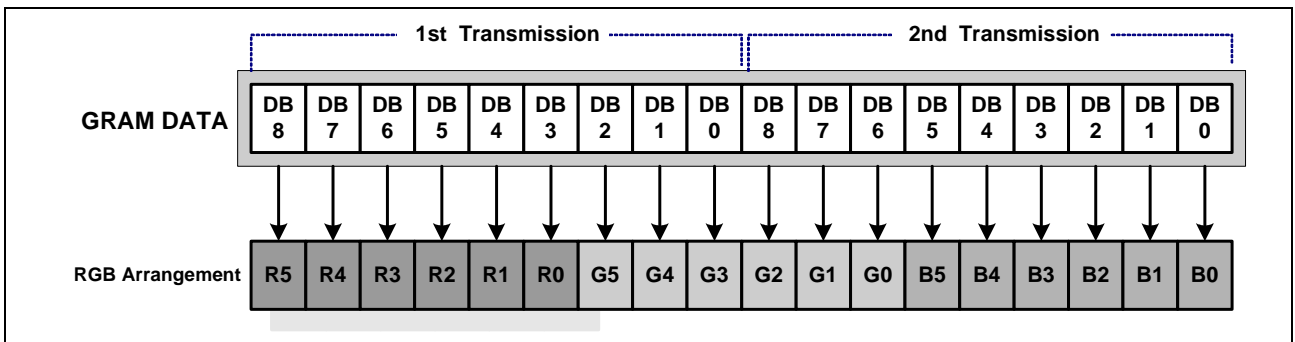 1st Transmission 2nd Transmission
GRAM DATA DB 8 DB 7 DB 6 DB 5 DB 4 DB 3 DB 2 DB 1 DB 0 DB 8 DB 7 DB 6 DB 5 DB 4 DB 3 DB 2 DB 1 DB 0
RGB Arrangement R5 R4 R3 R2 R1 R0 G5 G4 G3 G2 G1 G0 B5 B4 B3 B2 B1 B0